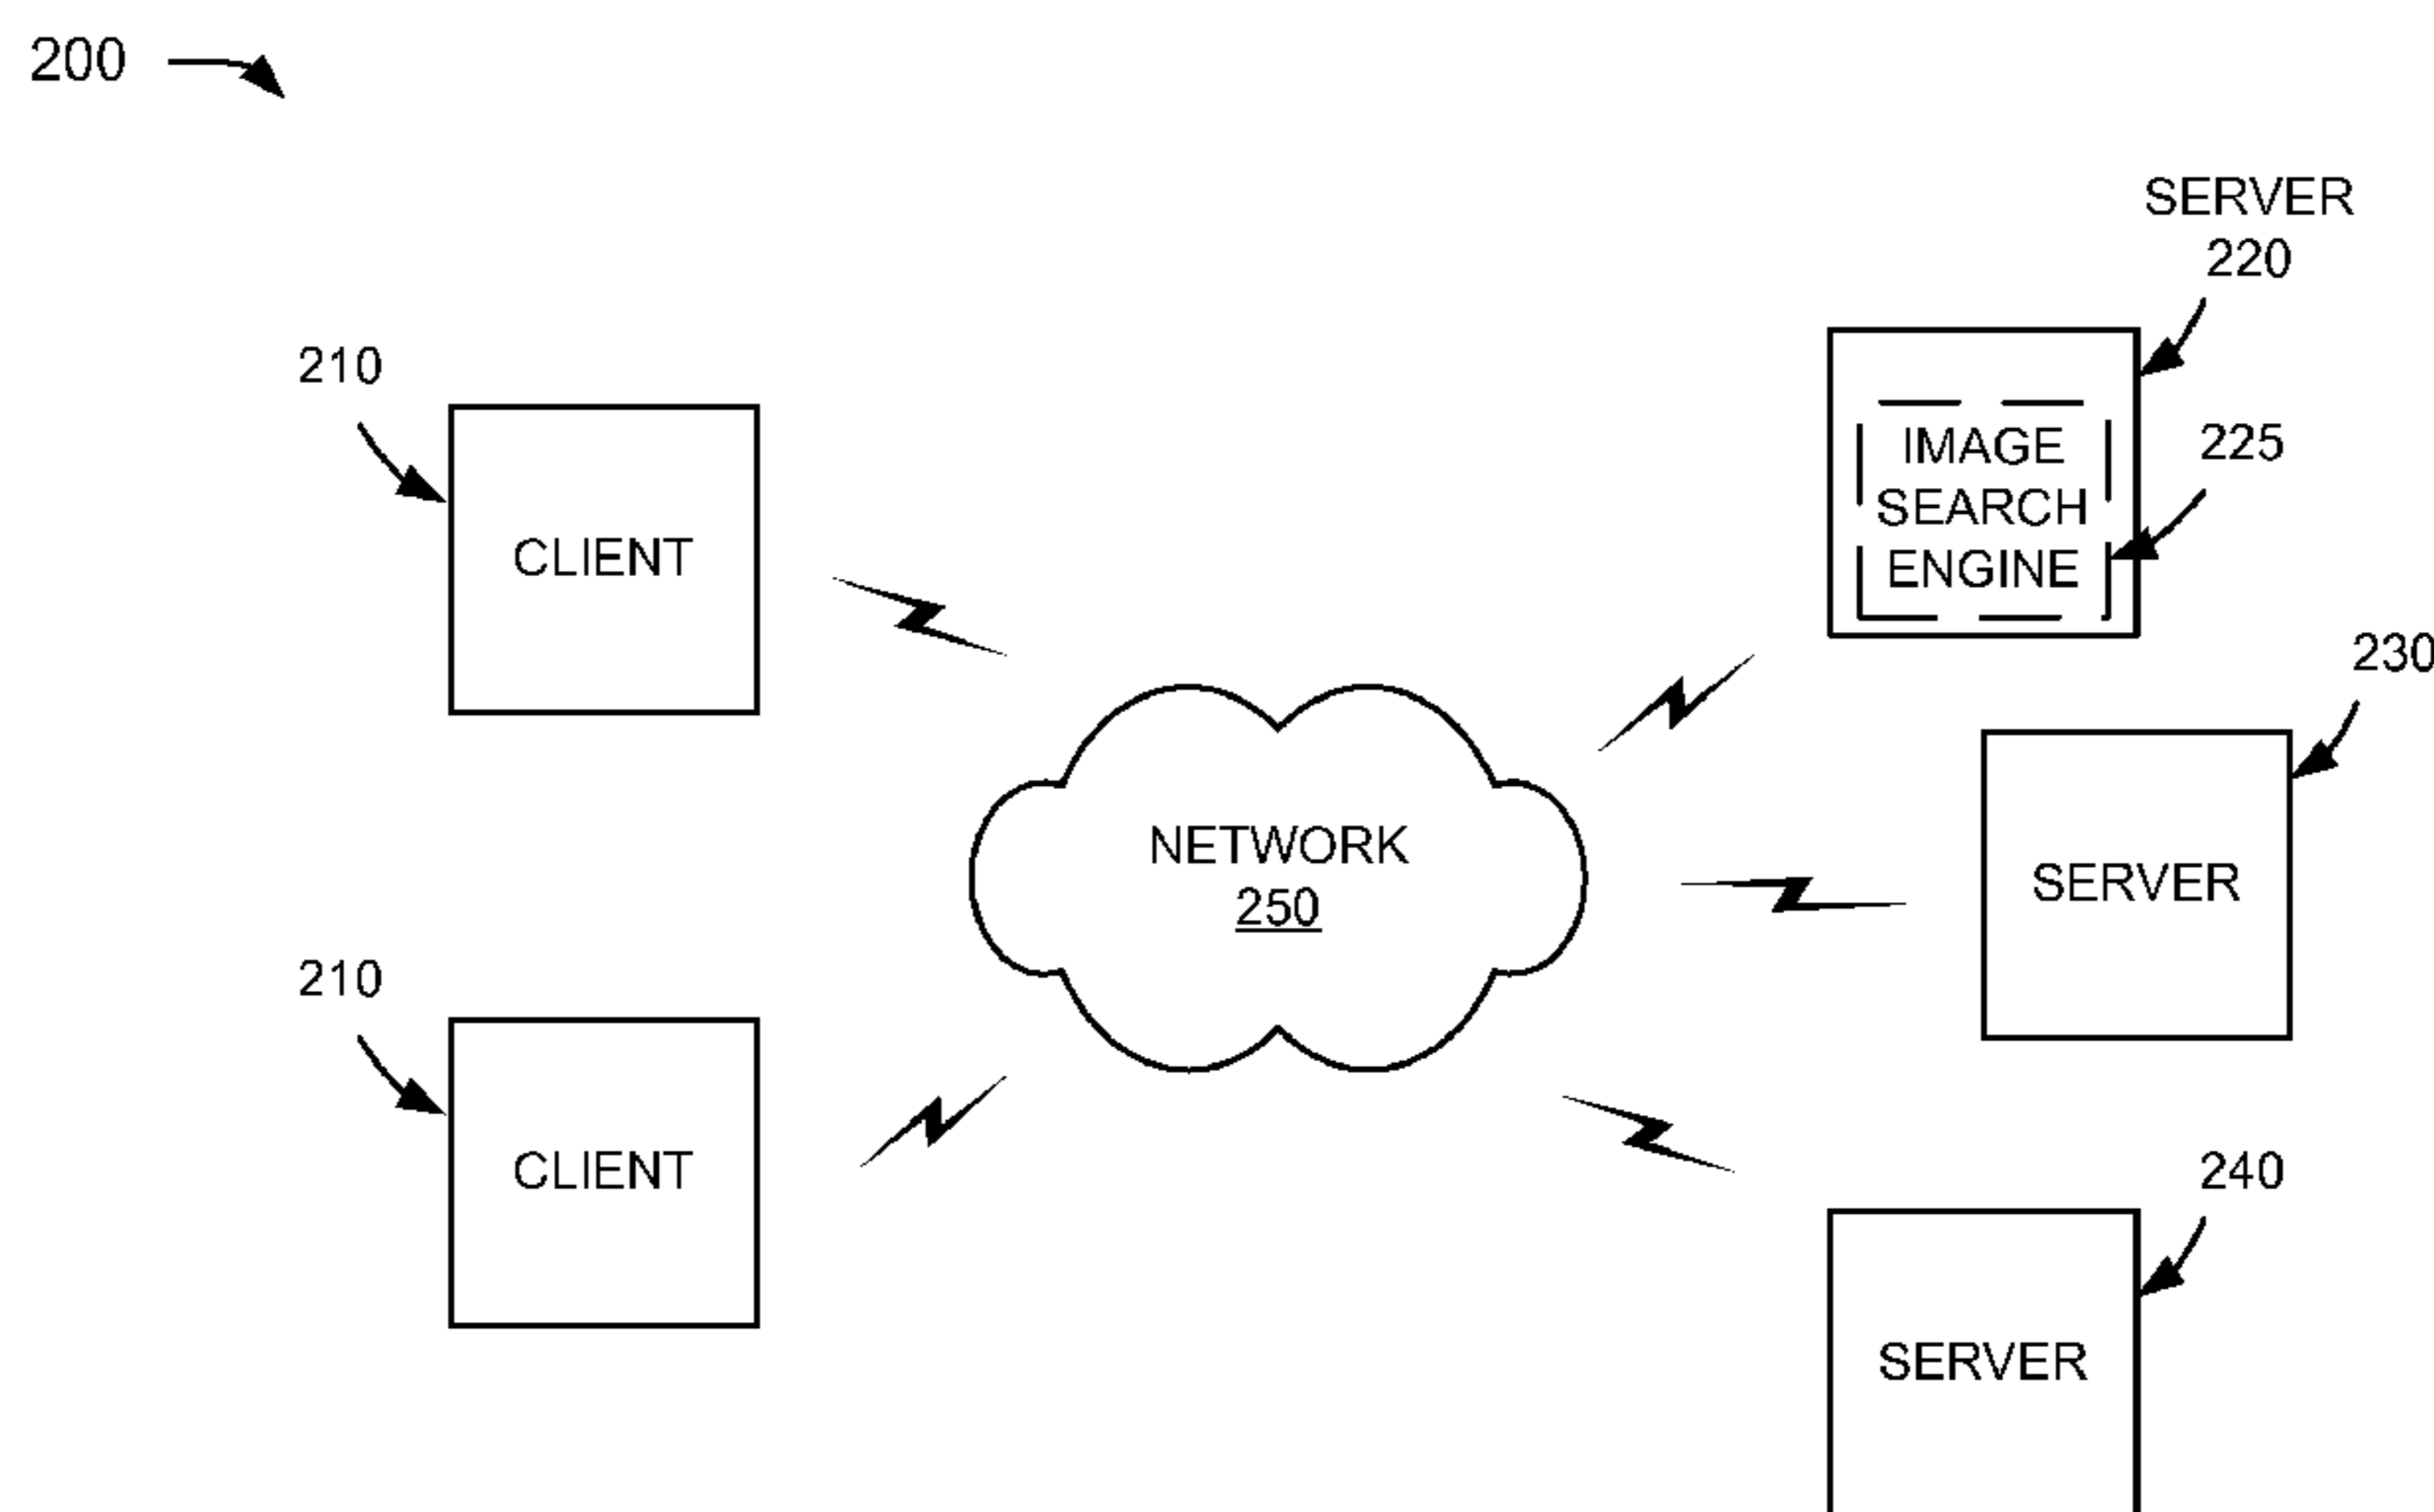 200
SERVER
220
210
CLIENT
IMAGE
SEARCH
ENGINE
225
230
NETWORK
250
SERVER
210
CLIENT
240
SERVER